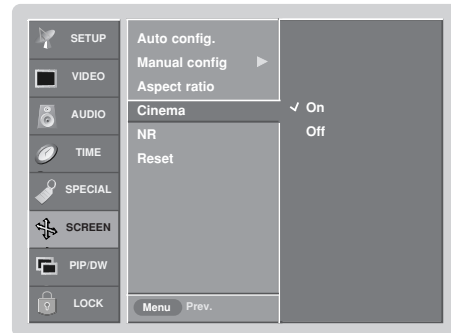 SETUP
VIDEO
AUDIO
TIME
SPECIAL
SCREEN
PIP/DW
LOCK
Auto config.
Manual config
Aspect ratio
Cinema
NR
Reset
Menu Prev.
On
Off